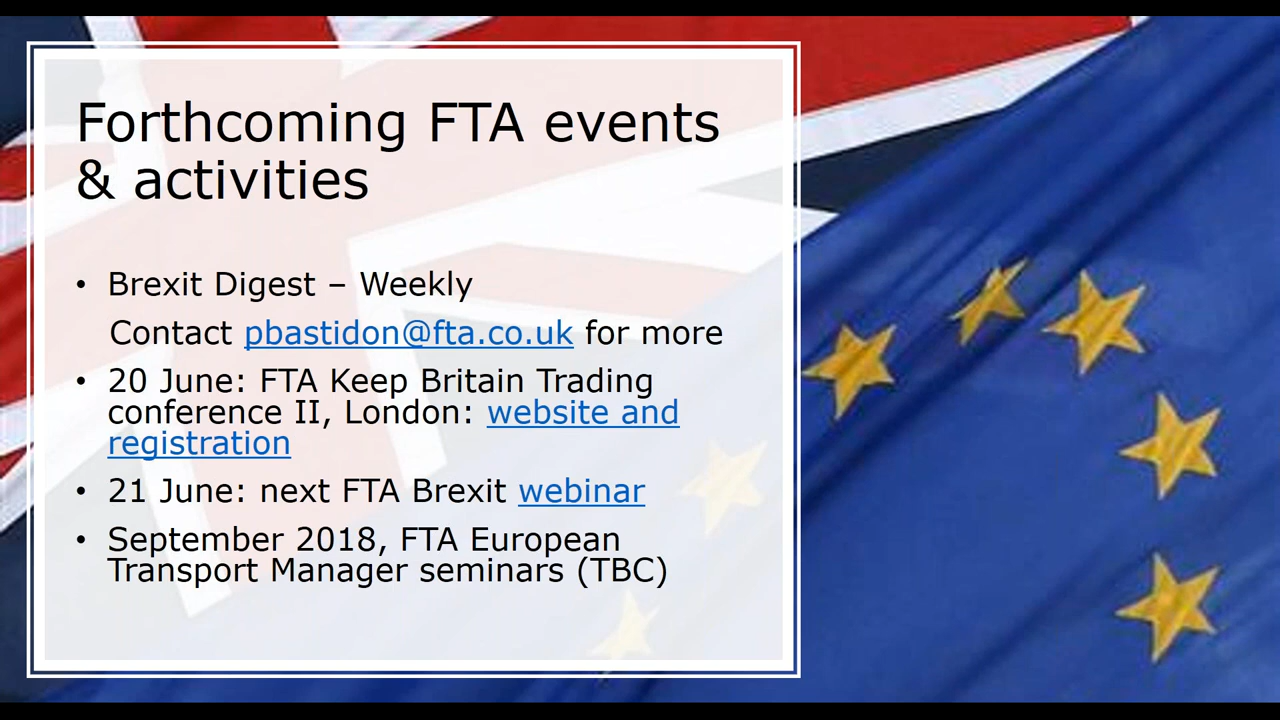 Forthcoming FTA events
& activities
• Brexit Digest – Weekly
Contact pbastidon@fta.co.uk for more
• 20 June: FTA Keep Britain Trading
conference II, London: website and
registration
• 21 June: next FTA Brexit webinar
• September 2018, FTA European
Transport Manager seminars (TBC)